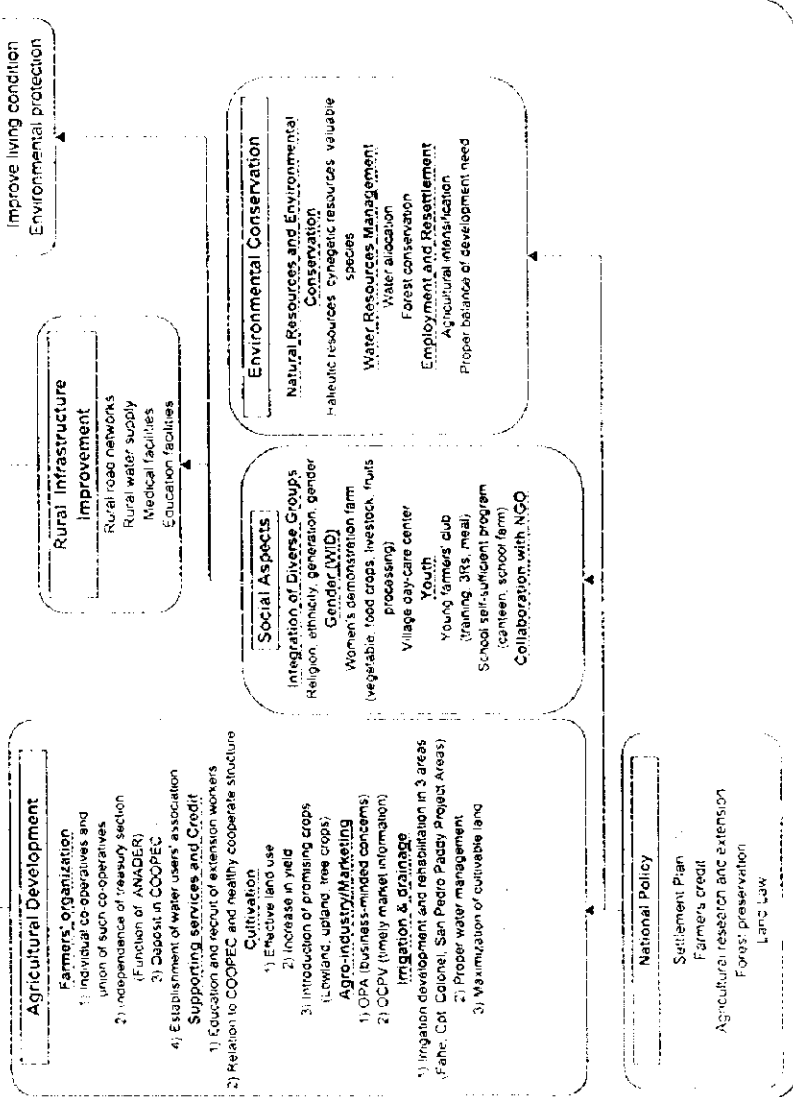 Improve living condition
Environmental protection
Rural Infrastructure
Improvement
Rural road networks
Rural water supply
Medical facilities
Education facilities
Agricultural Development
Farmers' organization
1) Individual co-operatives and
union of such co-operatives
2) Independence of treasury section
(Function of ANADER)
3) Deposit in COOPEC
4) Establishment of water users' association
Supporting services and Credit
1) Education and recruit of extension workers
2) Relation to COOPEC and healthy cooperate structure
Cultivation
1) Effective land use
2) Increase in yield
3) Introduction of promising crops
(Lowland, upland, tree crops)
Agro-industry/Marketing
1) OPA (business-minded concerns)
2) OCPV (timely market information)
Irrigation & drainage
1) Irrigation development and rehabilitation in 3 areas
(Fahe, Cpt Colonel, San Pedro Paddy Project Areas)
2) Proper water management
3) Maximization of cultivable land
Social Aspects
Integration of Diverse Groups
Religion, ethnicity, generation, gender
Gender (WID)
Women's demonstration farm
(vegetable, food crops, livestock, fruits
processing)
Village day-care center
Youth
Young farmers' club
(training, 3Rs, meal)
School self-sufficient program
(canteen, school farm)
Collaboration with NGO
Environmental Conservation
Natural Resources and Environmental
Conservation
Halieutic resources cynegetic resources valuable
species
Water Resources Management
Water allocation
Forest conservation
Employment and Resettlement
Agricultural intensification
Proper balance of development need
National Policy
Settlement Plan
Farmers credit
Agricultural research and extension
Forest preservation
Land Law